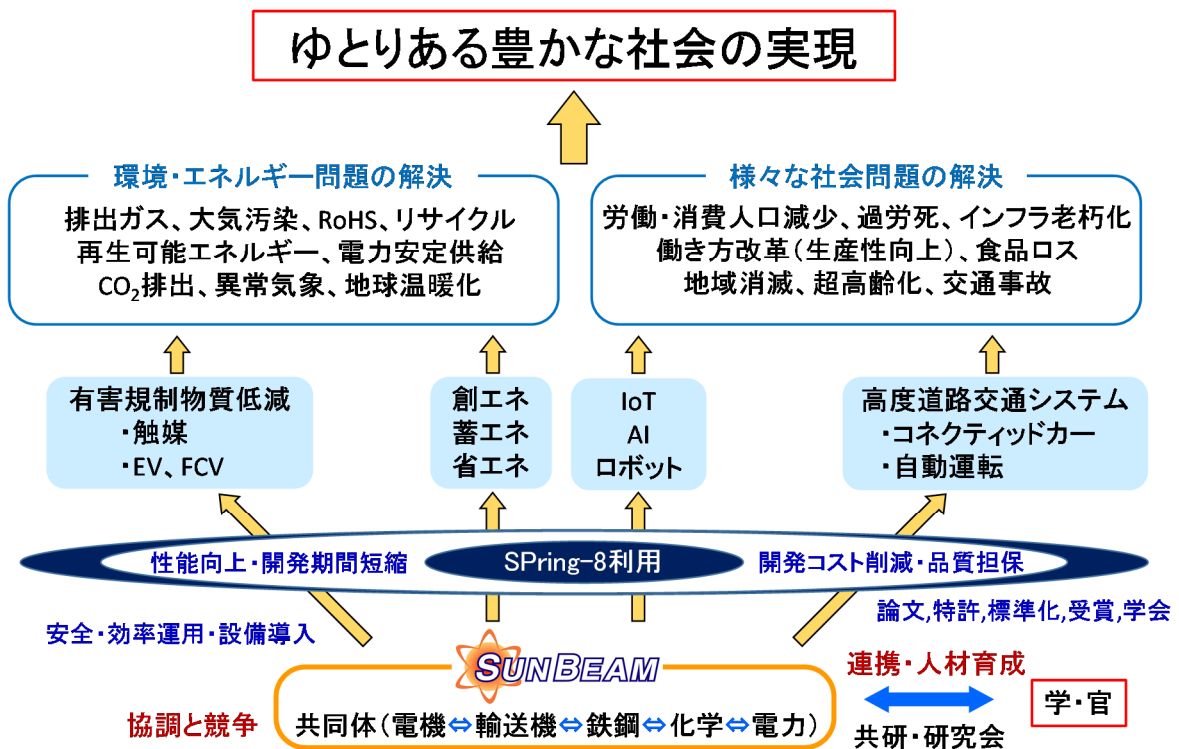 ゆとりある豊かな社会の実現
環境・エネルギー問題の解決
排出ガス、大気汚染、RoHS、リサイクル
再生可能エネルギー、電力安定供給
CO₂排出、異常気象、地球温暖化
様々な社会問題の解決
労働・消費人口減少、過労死、インフラ老朽化
働き方改革(生産性向上)、食品ロス
地域消滅、超高齢化、交通事故
有害規制物質低減
・触媒
・EV、FCV
創エネ
蓄エネ
省エネ
IoT
AI
ロボット
高度道路交通システム
・コネクティッドカー
・自動運転
性能向上・開発期間短縮
SPring-8利用
開発コスト削減・品質担保
安全・効率運用・設備導入
論文,特許,標準化,受賞,学会
SUNBEAM
協調と競争
共同体(電機⇔輸送機⇔鉄鋼⇔化学⇔電力)
連携・人材育成
共研・研究会
学・官